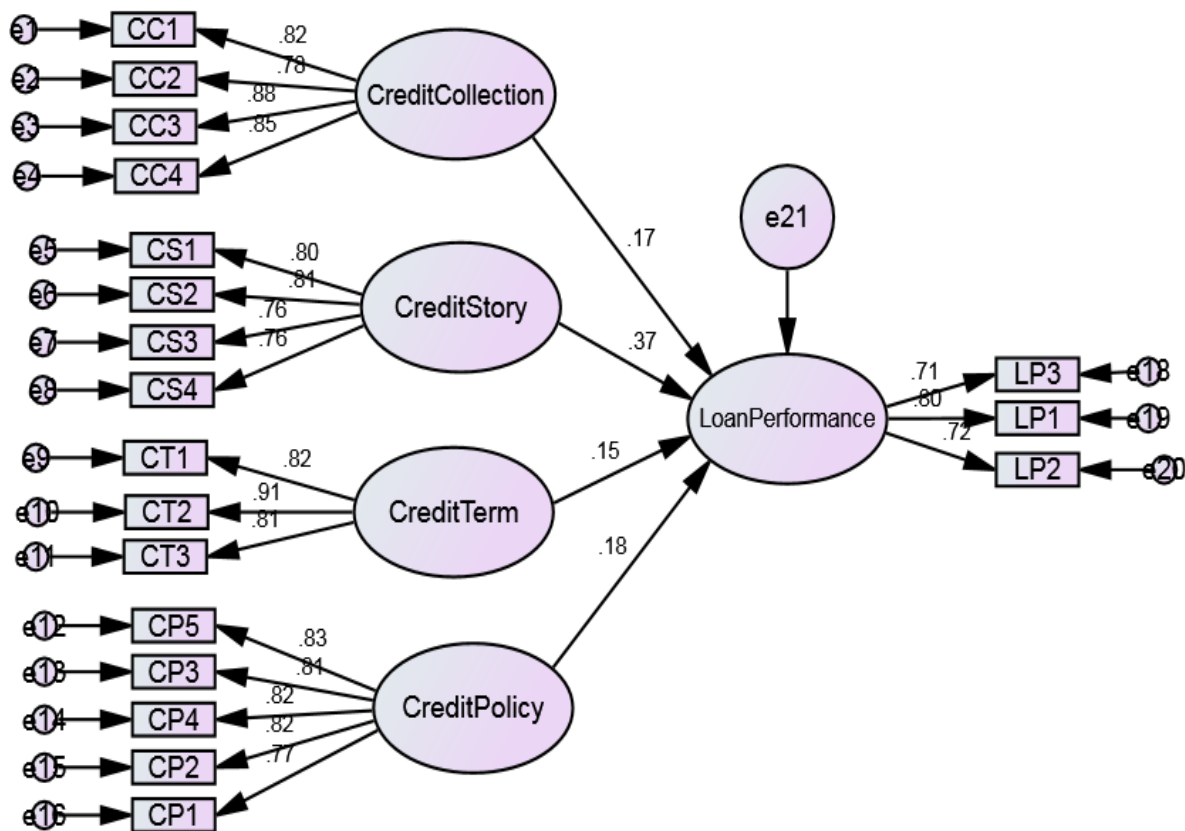 e1
CC1
.82
e2
CC2
.78
CreditCollection
e3
CC3
.88
e4
CC4
.85
.17
e21
e5
CS1
.80
e6
CS2
.81
CreditStory
e7
CS3
.76
e8
CS4
.76
.37
LoanPerformance
.71
LP3
e18
.80
LP1
e19
.72
LP2
e20
e9
CT1
.82
e10
CT2
.91
CreditTerm
e11
CT3
.81
.15
e12
CP5
.83
e13
CP3
.81
e14
CP4
.82
CreditPolicy
e15
CP2
.82
e16
CP1
.77
.18